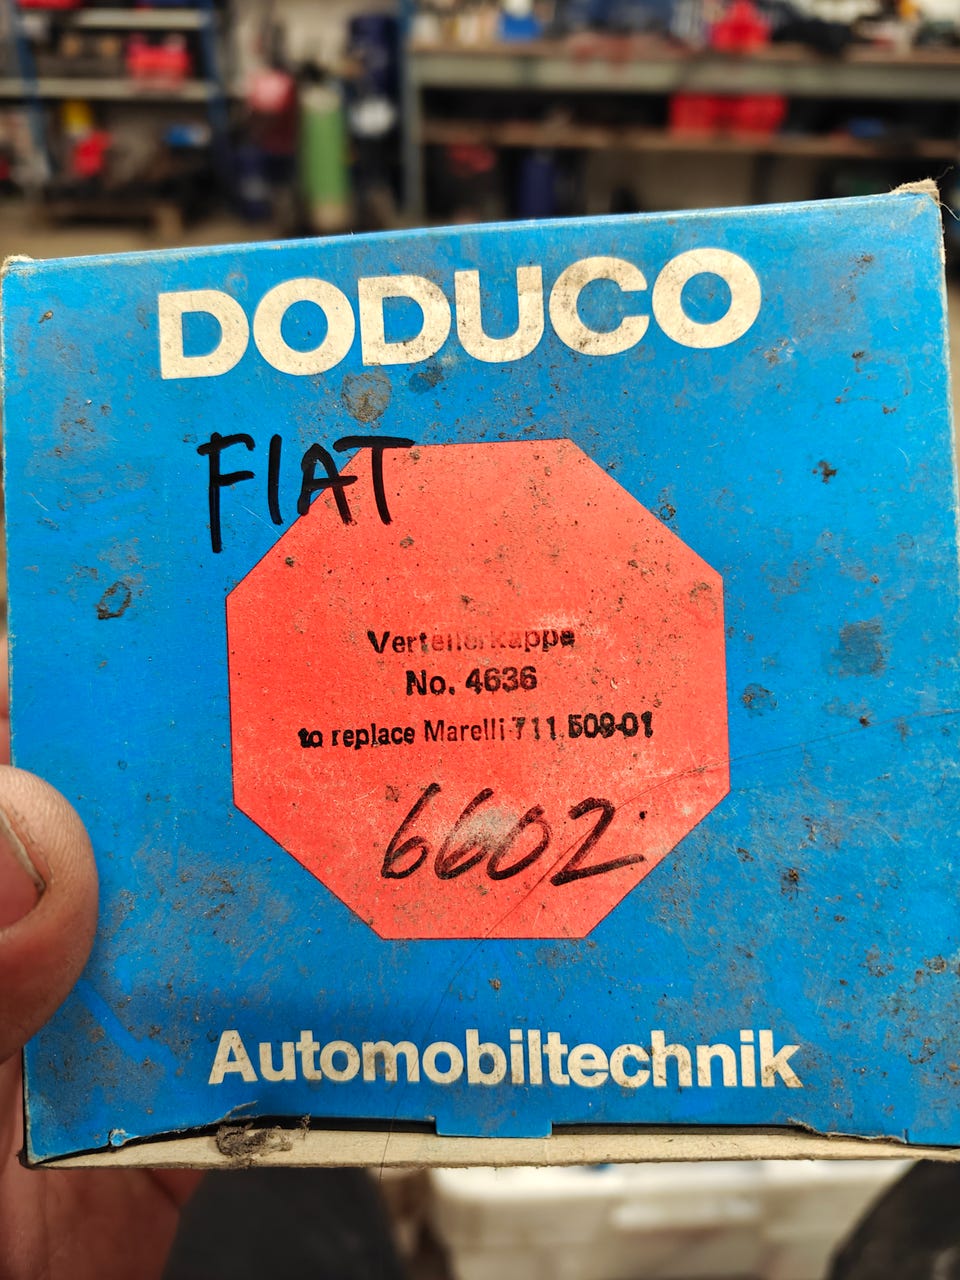 DODUCO
FIAT
Verteilerkappe
No. 4636
to replace Marelli 711.509-01
6602
Automobiltechnik